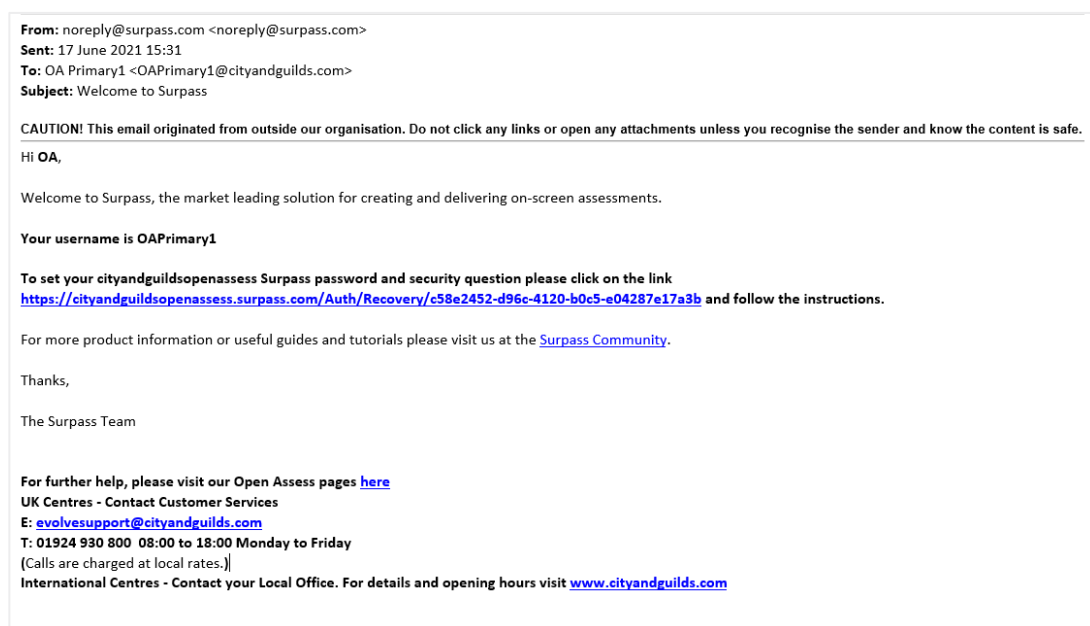 From: noreply@surpass.com <noreply@surpass.com>
Sent: 17 June 2021 15:31
To: OA Primary1 <OAPrimary1@cityandguilds.com>
Subject: Welcome to Surpass
CAUTION! This email originated from outside our organisation. Do not click any links or open any attachments unless you recognise the sender and know the content is safe.
Hi OA,
Welcome to Surpass, the market leading solution for creating and delivering on-screen assessments.
Your username is OAPrimary1
To set your cityandguildsopenassess Surpass password and security question please click on the link
https://cityandguildsopenassess.surpass.com/Auth/Recovery/c58e2452-d96c-4120-b0c5-e04287e17a3b and follow the instructions.
For more product information or useful guides and tutorials please visit us at the Surpass Community.
Thanks,
The Surpass Team
For further help, please visit our Open Assess pages here
UK Centres - Contact Customer Services
E: evolvesupport@cityandguilds.com
T: 01924 930 800  08:00 to 18:00 Monday to Friday
(Calls are charged at local rates.)
International Centres - Contact your Local Office. For details and opening hours visit www.cityandguilds.com